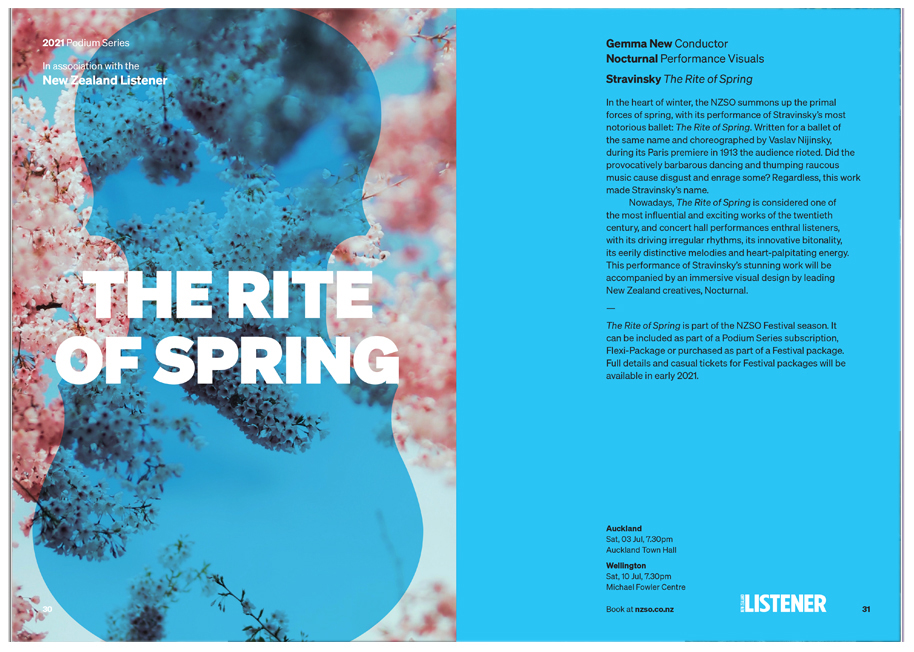 2021 Podium Series
In association with the
New Zealand Listener
THE RITE
OF SPRING
30
Gemma New Conductor
Nocturnal Performance Visuals
Stravinsky The Rite of Spring
In the heart of winter, the NZSO summons up the primal
forces of spring, with its performance of Stravinsky's most
notorious ballet: The Rite of Spring. Written for a ballet of
the same name and choreographed by Vaslav Nijinsky,
during its Paris premiere in 1913 the audience rioted. Did the
provocatively barbarous dancing and thumping raucous
music cause disgust and enrage some? Regardless, this work
made Stravinsky's name.
Nowadays, The Rite of Spring is considered one of
the most influential and exciting works of the twentieth
century, and concert hall performances enthral listeners,
with its driving irregular rhythms, its innovative bitonality,
its eerily distinctive melodies and heart-palpitating energy.
This performance of Stravinsky's stunning work will be
accompanied by an immersive visual design by leading
New Zealand creatives, Nocturnal.
—
The Rite of Spring is part of the NZSO Festival season. It
can be included as part of a Podium Series subscription,
Flexi-Package or purchased as part of a Festival package.
Full details and casual tickets for Festival packages will be
available in early 2021.
Auckland
Sat, 03 Jul, 7.30pm
Auckland Town Hall
Wellington
Sat, 10 Jul, 7.30pm
Michael Fowler Centre
Book at nzso.co.nz
LISTENER
31